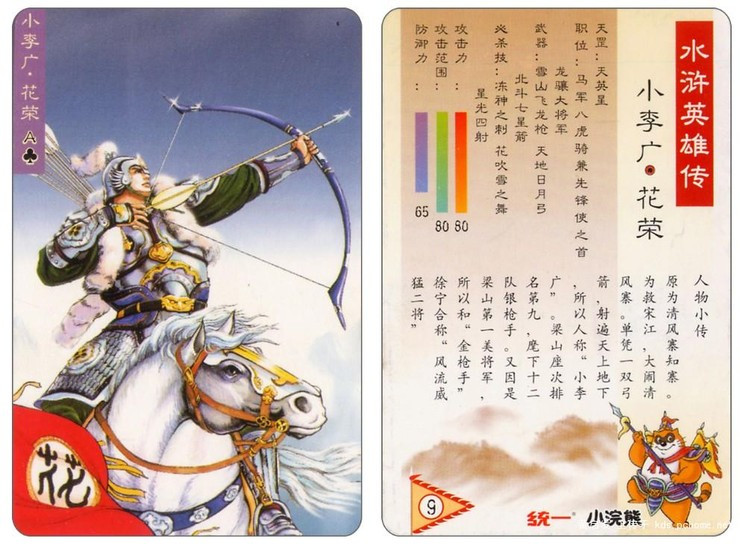 小李广·花荣
A♣
花
水浒英雄传
小李广·花荣
天罡：天英星
职位：马军八虎骑兼先锋使之首
龙骧大将军
武器：雪山飞龙枪 天地日月弓
北斗七星箭
必杀技：冻神之刺 花吹雪之舞
星光四射
攻击力：
80
攻击范围：
80
防御力：
65
人物小传
原为清风寨知寨。
为救宋江，大闹清
风寨。单凭一双弓
箭，射遍天上地下
，所以人称“小李
广”。梁山座次排
名第九，麾下十二
队银枪手。又因是
梁山第一美将军，
所以和“金枪手”
徐宁合称“风流威
猛二将”
9
统一® 小浣熊